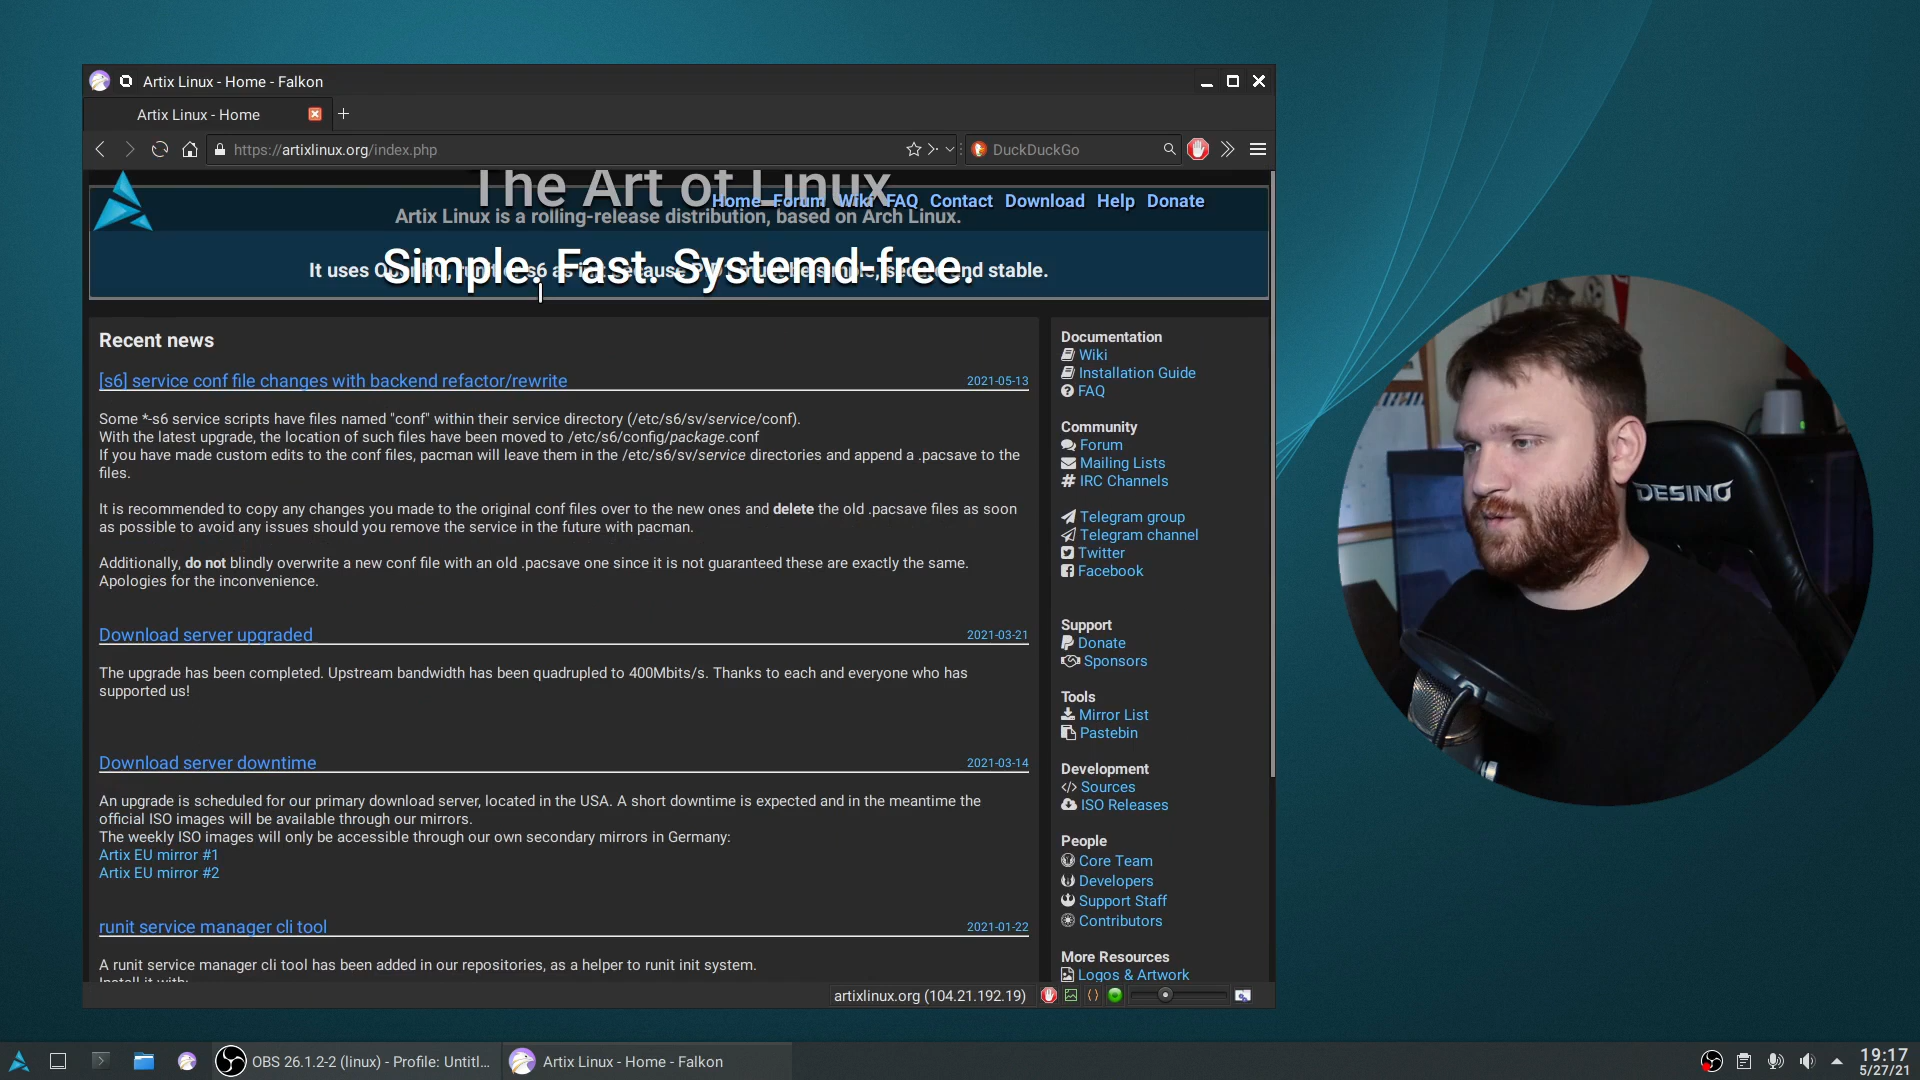 Artix Linux - Home - Falkon
Artix Linux - Home
https://artixlinux.org/index.php
DuckDuckGo
The Art of Linux
Home Forum Wiki FAQ Contact Download Help Donate
Artix Linux is a rolling-release distribution, based on Arch Linux.
Simple. Fast. Systemd-free.
It uses s6 as because be and stable.
Recent news
[s6] service conf file changes with backend refactor/rewrite
2021-05-13
Some *-s6 service scripts have files named "conf" within their service directory (/etc/s6/sv/service/conf).
With the latest upgrade, the location of such files have been moved to /etc/s6/config/package.conf
If you have made custom edits to the conf files, pacman will leave them in the /etc/s6/sv/service directories and append a .pacsave to the
files.
It is recommended to copy any changes you made to the original conf files over to the new ones and delete the old .pacsave files as soon
as possible to avoid any issues should you remove the service in the future with pacman.
Additionally, do not blindly overwrite a new conf file with an old .pacsave one since it is not guaranteed these are exactly the same.
Apologies for the inconvenience.
Download server upgraded
2021-03-21
The upgrade has been completed. Upstream bandwidth has been quadrupled to 400Mbits/s. Thanks to each and everyone who has
supported us!
Download server downtime
2021-03-14
An upgrade is scheduled for our primary download server, located in the USA. A short downtime is expected and in the meantime the
official ISO images will be available through our mirrors.
The weekly ISO images will only be accessible through our own secondary mirrors in Germany:
Artix EU mirror #1
Artix EU mirror #2
runit service manager cli tool
2021-01-22
A runit service manager cli tool has been added in our repositories, as a helper to runit init system.
Install it with:
Documentation
Wiki
Installation Guide
FAQ
Community
Forum
Mailing Lists
IRC Channels
Telegram group
Telegram channel
Twitter
Facebook
Support
Donate
Sponsors
Tools
Mirror List
Pastebin
Development
Sources
ISO Releases
People
Core Team
Developers
Support Staff
Contributors
More Resources
Logos & Artwork
artixlinux.org (104.21.192.19)
DESINO
OBS 26.1.2-2 (linux) - Profile: Untitl...
Artix Linux - Home - Falkon
19:17
5/27/21